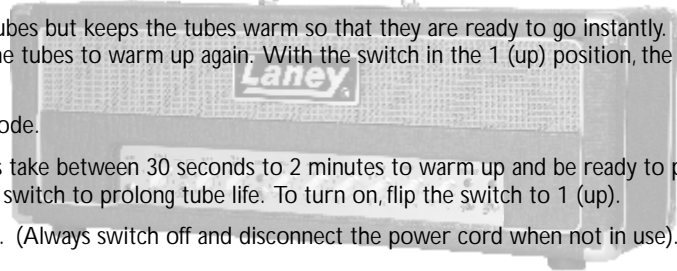 ubes but keeps the tubes warm so that they are ready to go instantly.
he tubes to warm up again. With the switch in the 1 (up) position, the
Laney
ode.
s take between 30 seconds to 2 minutes to warm up and be ready to p
switch to prolong tube life. To turn on, flip the switch to 1 (up).
. (Always switch off and disconnect the power cord when not in use).